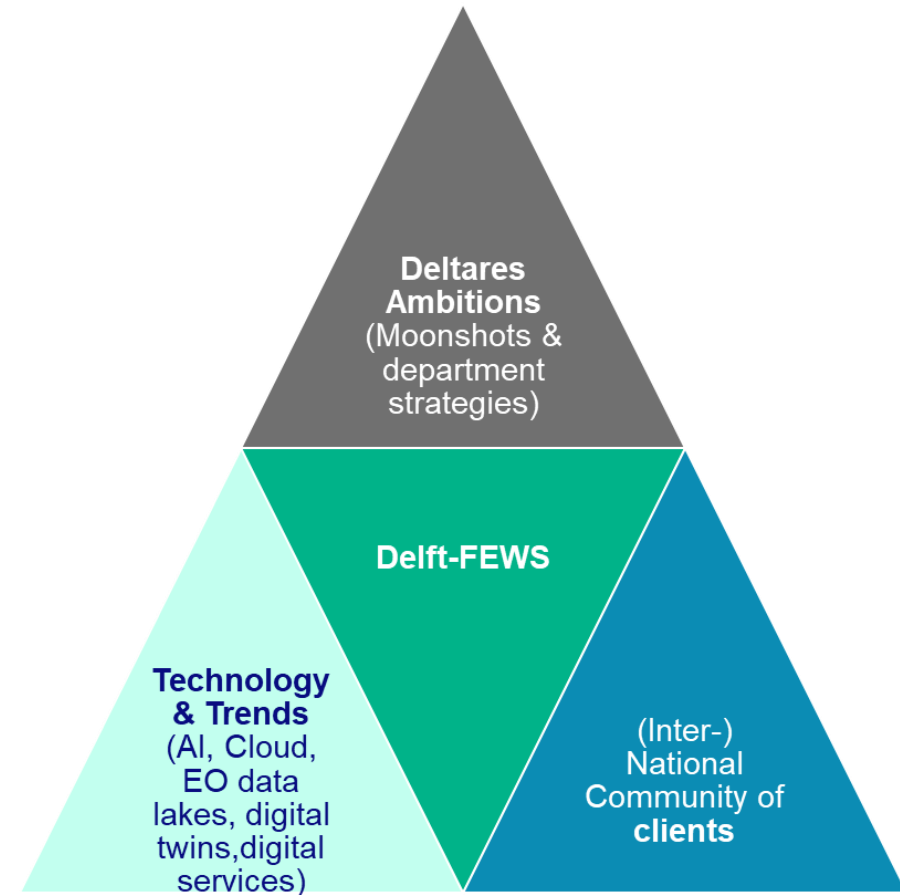 Deltares
Ambitions
(Moonshots &
department
strategies)
Delft-FEWS
Technology
& Trends
(AI, Cloud,
EO data
lakes, digital
twins,digital
services)
(Inter-)
National
Community of
clients